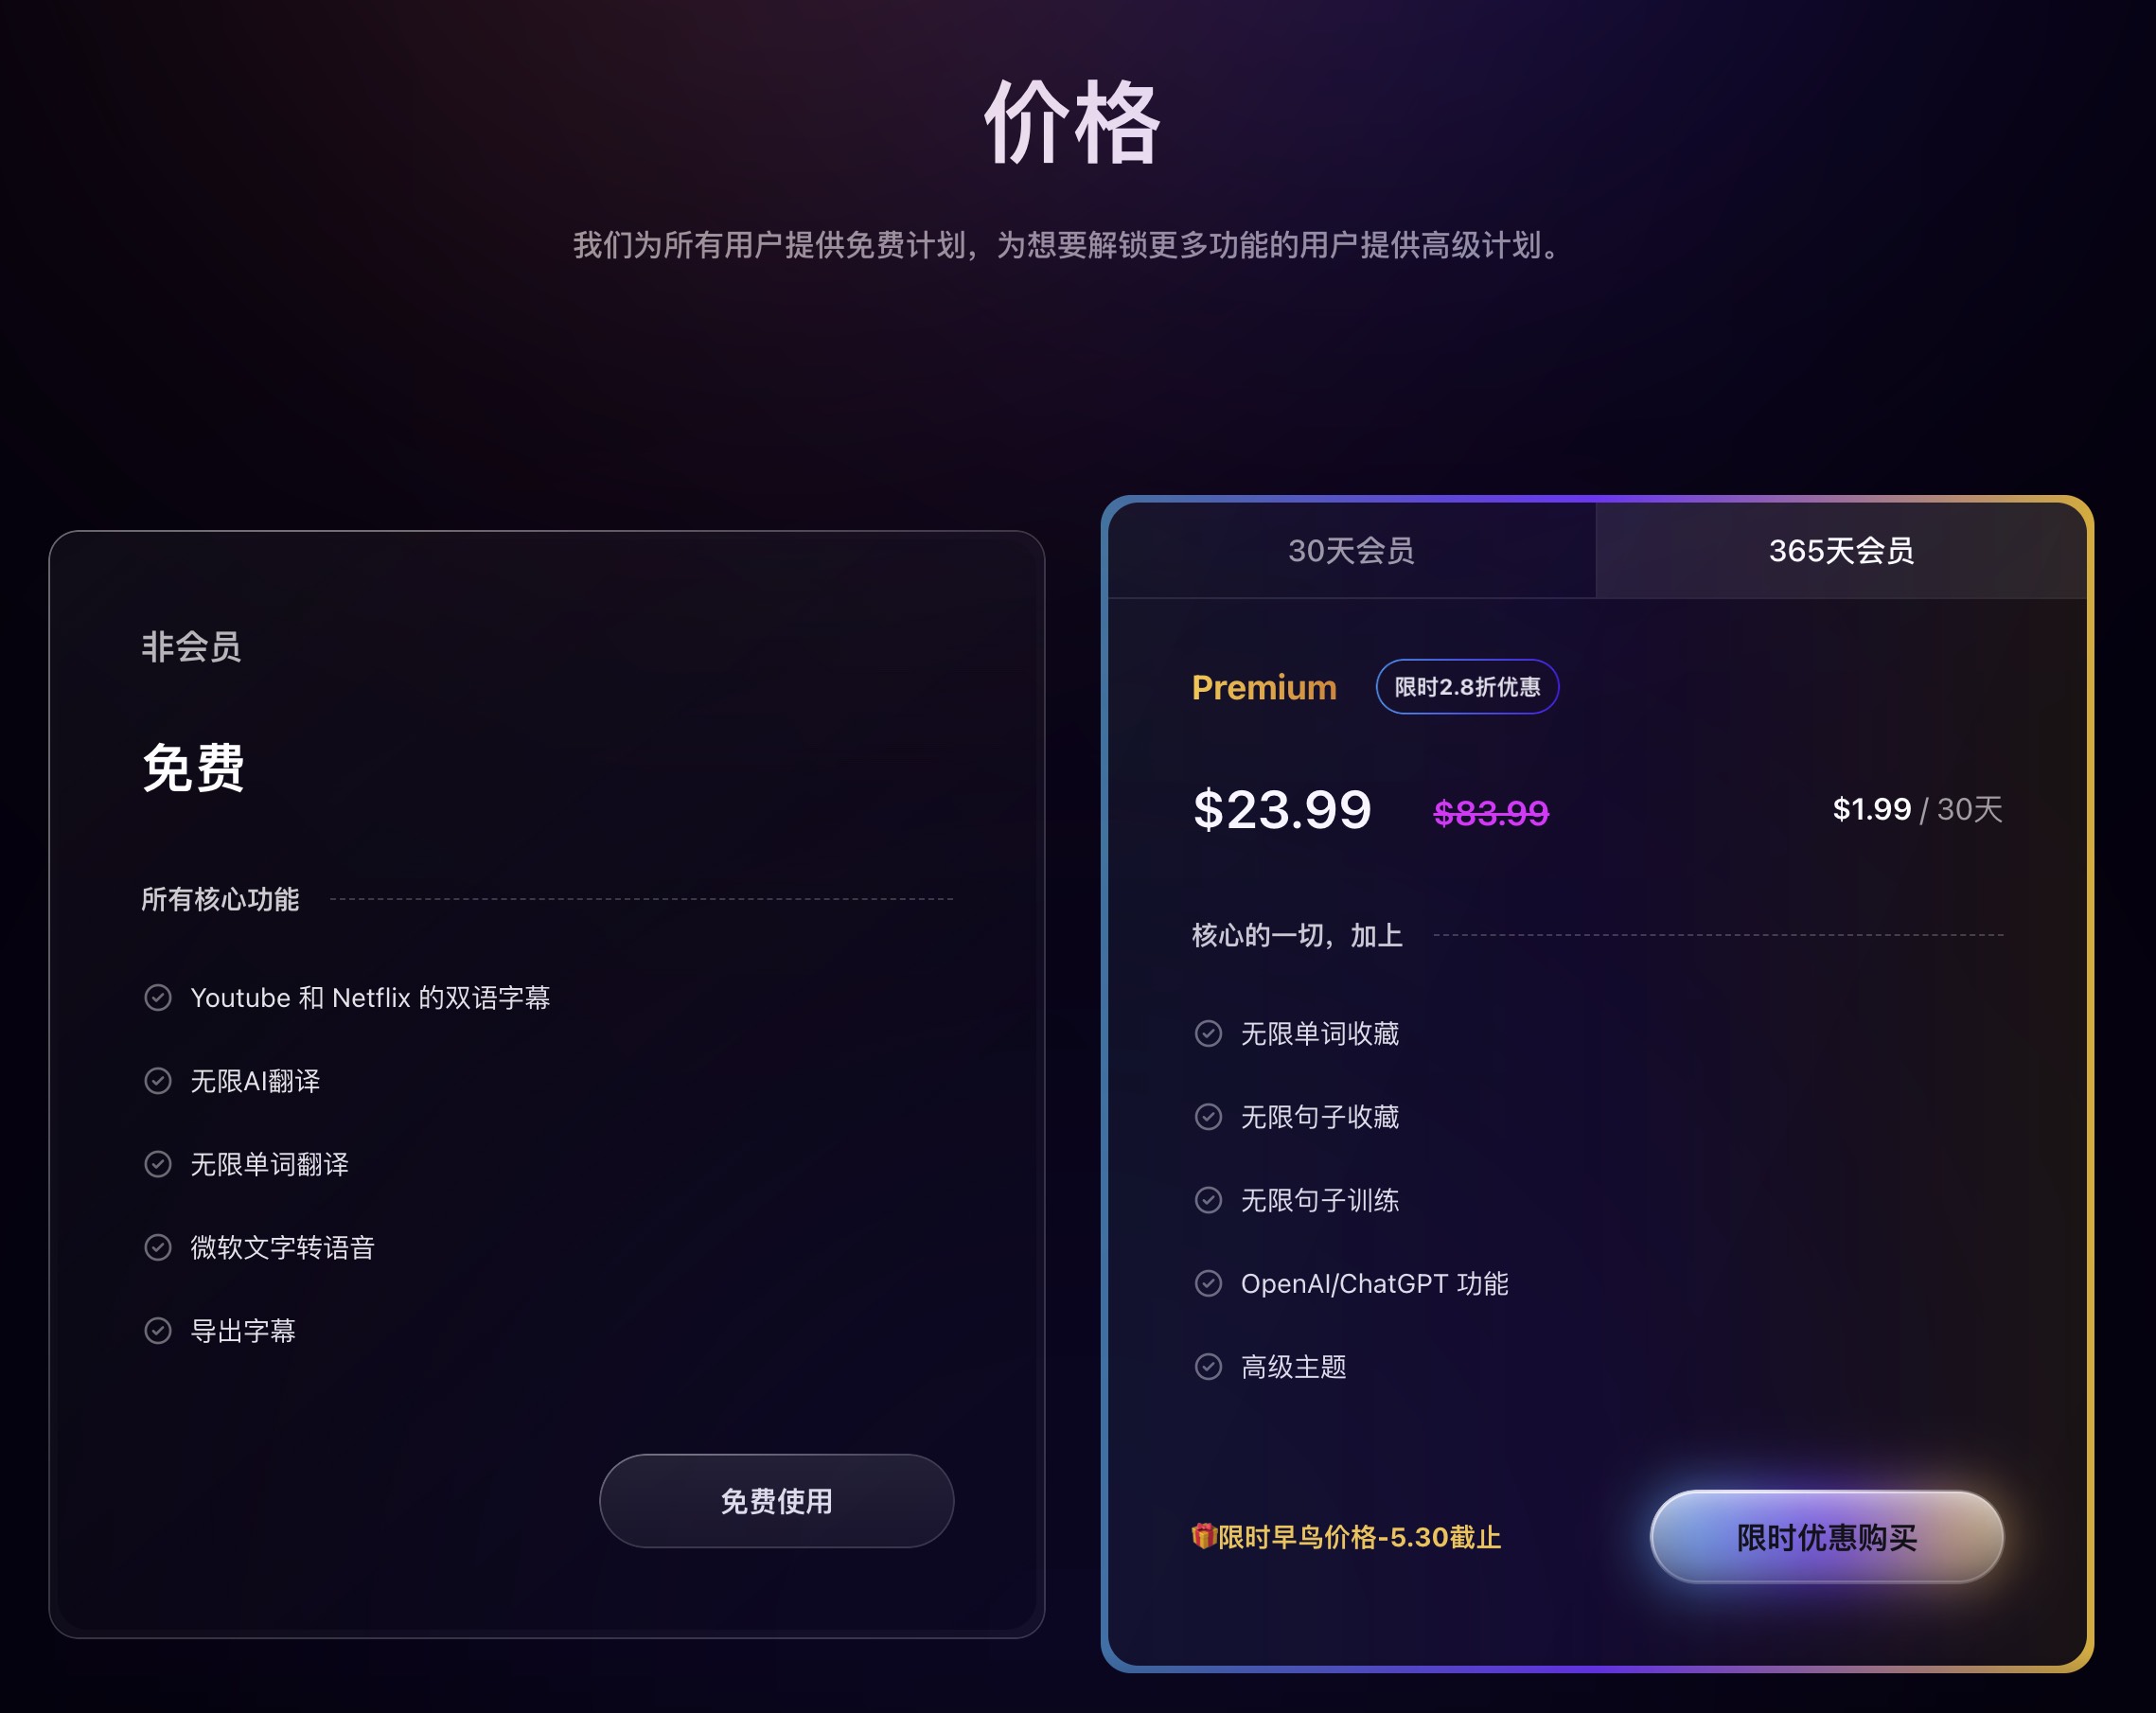 价格
我们为所有用户提供免费计划，为想要解锁更多功能的用户提供高级计划。
非会员
免费
所有核心功能
Youtube 和 Netflix 的双语字幕
无限AI翻译
无限单词翻译
微软文字转语音
导出字幕
免费使用
30天会员
365天会员
Premium
限时2.8折优惠
$23.99
$83.99
$1.99 / 30天
核心的一切，加上
无限单词收藏
无限句子收藏
无限句子训练
OpenAI/ChatGPT 功能
高级主题
🎁限时早鸟价格-5.30截止
限时优惠购买